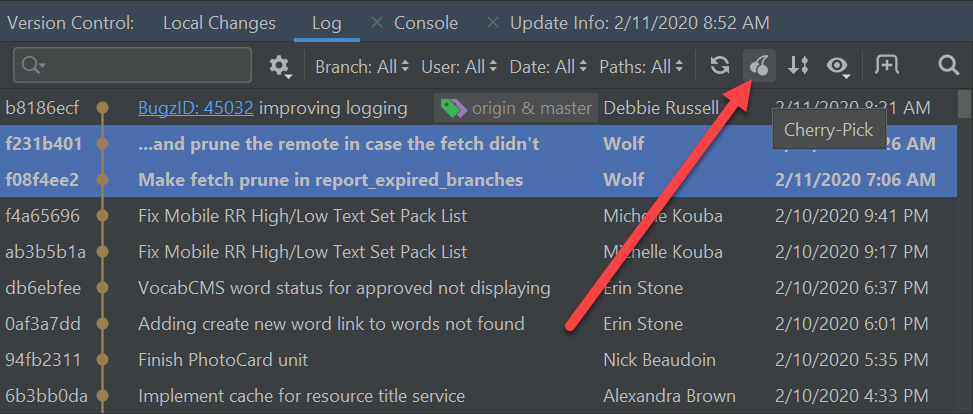 Version Control: Local Changes Log Console Update Info: 2/11/2020 8:52 AM
Branch: All User: All Date: All Paths: All
b8186ecf BugzID: 45032 improving logging origin & master Debbie Russell 2/11/2020 8:21 AM
Cherry-Pick
f231b401 ...and prune the remote in case the fetch didn't Wolf 26 AM
f08f4ee2 Make fetch prune in report_expired_branches Wolf 2/11/2020 7:06 AM
f4a65696 Fix Mobile RR High/Low Text Set Pack List Michelle Kouba 2/10/2020 9:41 PM
ab3b5b1a Fix Mobile RR High/Low Text Set Pack List Michelle Kouba 2/10/2020 9:17 PM
db6ebfee VocabCMS word status for approved not displaying Erin Stone 2/10/2020 6:37 PM
0af3a7dd Adding create new word link to words not found Erin Stone 2/10/2020 6:01 PM
94fb2311 Finish PhotoCard unit Nick Beaudoin 2/10/2020 5:35 PM
6b3bb0da Implement cache for resource title service Alexandra Brown 2/10/2020 4:33 PM